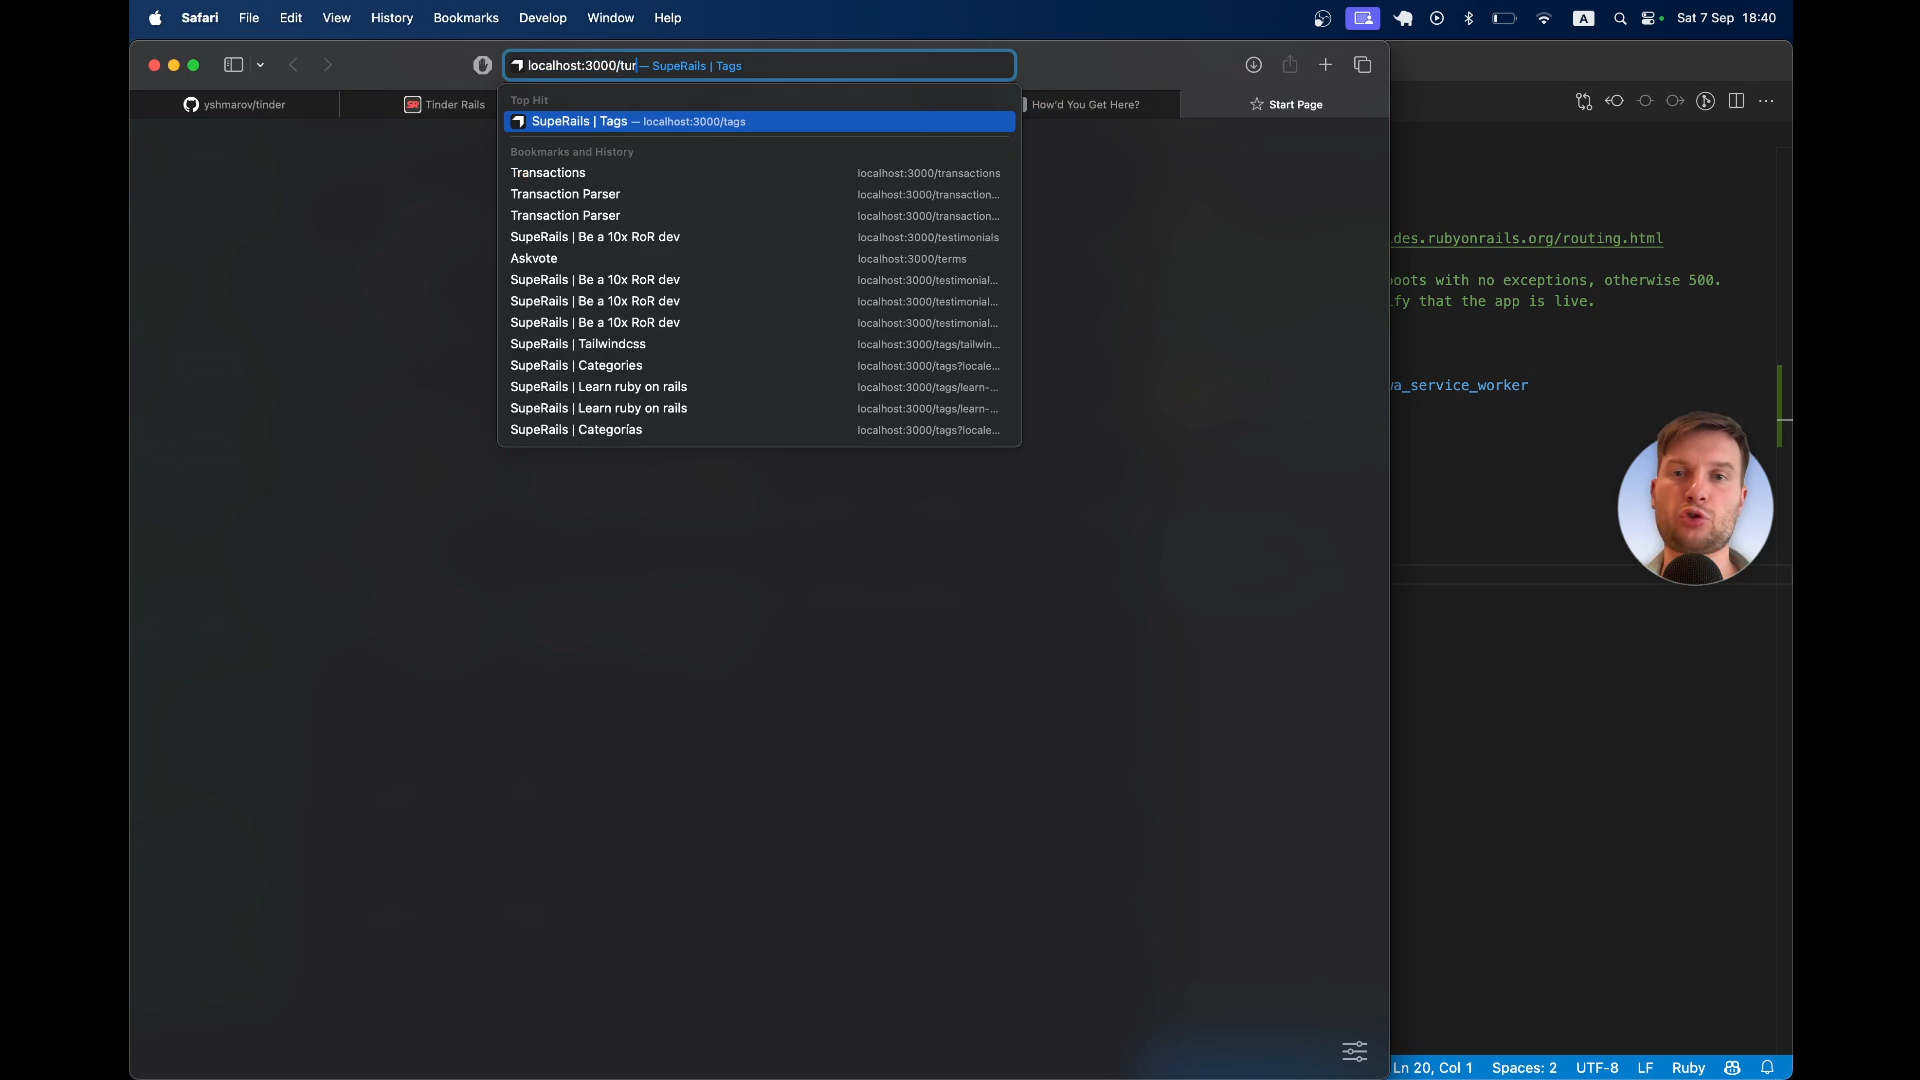 Safari File Edit View History Bookmarks Develop Window Help
A Sat 7 Sep 18:40
localhost:3000/tur — SupeRails | Tags
yshmarov/tinder
SR Tinder Rails
How'd You Get Here?
Start Page
Top Hit
SupeRails | Tags — localhost:3000/tags
Bookmarks and History
Transactions localhost:3000/transactions
Transaction Parser localhost:3000/transaction...
Transaction Parser localhost:3000/transaction...
SupeRails | Be a 10x RoR dev localhost:3000/testimonials
Askvote localhost:3000/terms
SupeRails | Be a 10x RoR dev localhost:3000/testimonial...
SupeRails | Be a 10x RoR dev localhost:3000/testimonial...
SupeRails | Be a 10x RoR dev localhost:3000/testimonial...
SupeRails | Tailwindcss localhost:3000/tags/tailwin...
SupeRails | Categories localhost:3000/tags?locale...
SupeRails | Learn ruby on rails localhost:3000/tags/learn-...
SupeRails | Learn ruby on rails localhost:3000/tags/learn-...
SupeRails | Categorías localhost:3000/tags?locale...
des.rubyonrails.org/routing.html
oots with no exceptions, otherwise 500.
fy that the app is live.
a_service_worker
Ln 20, Col 1 Spaces: 2 UTF-8 LF Ruby